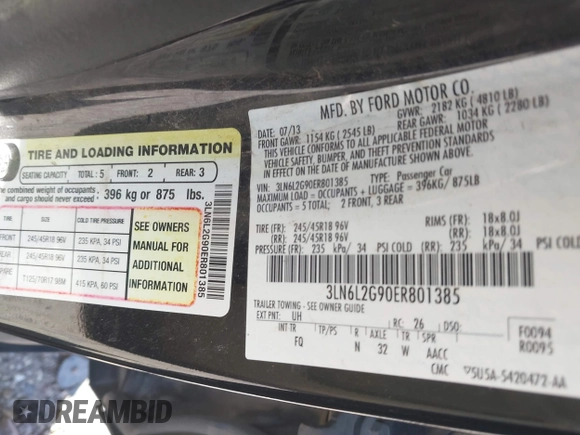 TIRE AND LOADING INFORMATION
SEATING CAPACITY TOTAL : 5 FRONT: 2 REAR: 3
combined weight of occupants and cargo should never exceed : 396 kg or 875 lbs.
TIRE SIZE COLD TIRE PRESSURE
FRONT 245/45R18 96V 235 KPA, 34 PSI
REAR 245/45R18 96V 235 KPA, 34 PSI
SPARE T125/70R17 98M 415 KPA, 60 PSI
SEE OWNERS
MANUAL FOR
ADDITIONAL
INFORMATION
3LN6L2G90ER801385
MFD. BY FORD MOTOR CO.
DATE: 07/13 GVWR: 2182 KG ( 4810 LB)
FRONT GAWR: 1154 KG ( 2545 LB) REAR GAWR: 1034 KG ( 2280 LB)
THIS VEHICLE CONFORMS TO ALL APPLICABLE FEDERAL MOTOR
VEHICLE SAFETY, BUMPER, AND THEFT PREVENTION STANDARDS
IN EFFECT ON THE DATE OF MANUFACTURE SHOWN ABOVE.
VIN: 3LN6L2G90ER801385 TYPE: Passenger Car
MAXIMUM LOAD = OCCUPANTS + LUGGAGE = 396KG/875LB
OCCUPANTS: 5 TOTAL: 2 FRONT, 3 REAR
TIRE (FR): 245/45R18 96V RIMS (FR): 18x8.0J
(RR): 245/45R18 96V (RR): 18x8.0J
PRESSURE (FR): 235 kPa/ 34 PSI COLD (RR): 235 kPa/ 34 PSI COLD
3LN6L2G90ER801385
TRAILER TOWING - SEE OWNER GUIDE
EXT PNT: UH RC: 26 DSO: F0094
INT TR TP/PS R AXLE TR SPR R0095
FQ N 32 W AACC
CMC 5U5A-5420472-AA
DREAMBID